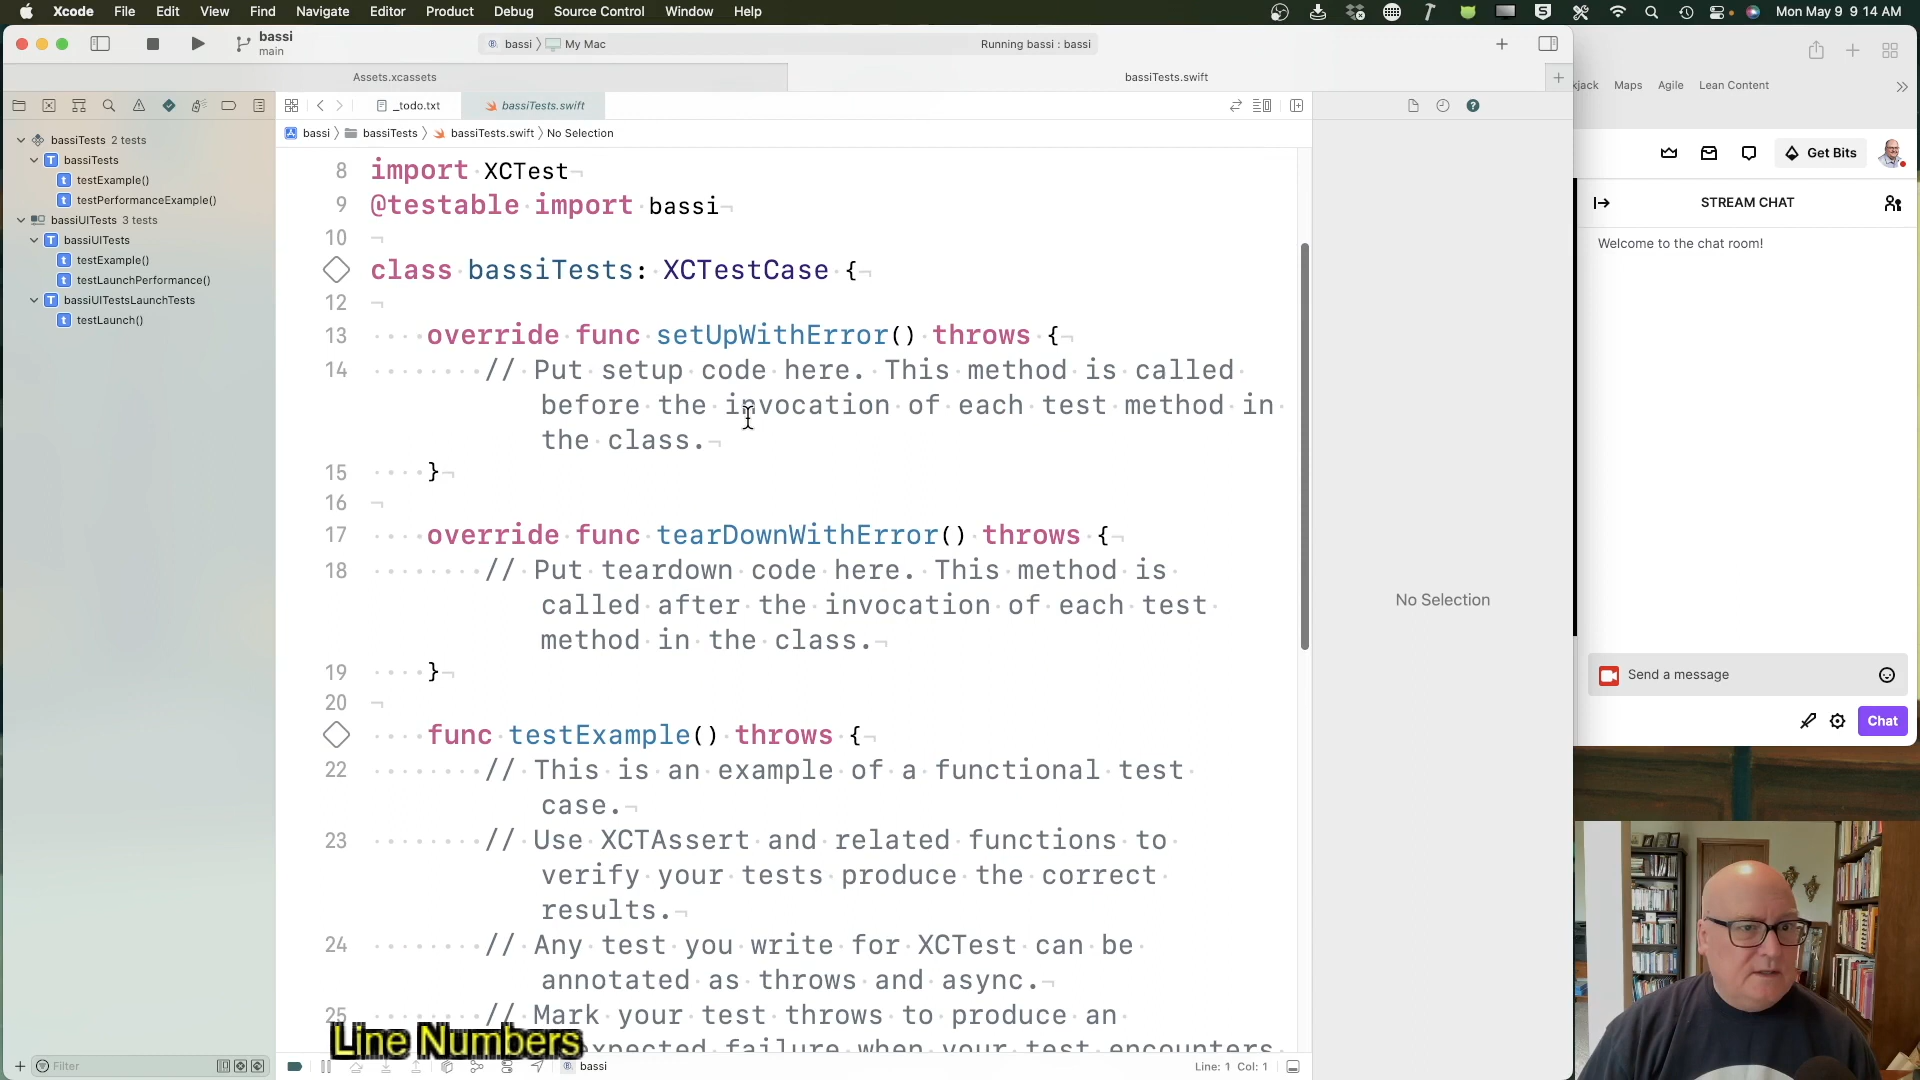 Xcode File Edit View Find Navigate Editor Product Debug Source Control Window Help
Mon May 9 9 14 AM
bassi
main
bassi 〉 My Mac
Running bassi : bassi
Assets.xcassets
bassiTests.swift
_todo.txt
bassiTests.swift
bassi 〉 bassiTests 〉 bassiTests.swift 〉 No Selection
bassiTests 2 tests
bassiTests
testExample()
testPerformanceExample()
bassiUITests 3 tests
bassiUITests
testExample()
testLaunchPerformance()
bassiUITestsLaunchTests
testLaunch()
Filter
8 import XCTest
9 @testable import bassi
10
class bassiTests: XCTestCase {
12
13 override func setUpWithError() throws {
14 // Put setup code here. This method is called
before the invocation of each test method in
the class.
15 }
16
17 override func tearDownWithError() throws {
18 // Put teardown code here. This method is
called after the invocation of each test
method in the class.
19 }
20
func testExample() throws {
22 // This is an example of a functional test
case.
23 // Use XCTAssert and related functions to
verify your tests produce the correct
results.
24 // Any test you write for XCTest can be
annotated as throws and async.
25 // Mark your test throws to produce an
expected failure when your test encounters
Line Numbers
bassi
Line: 1 Col: 1
No Selection
Maps Agile Lean Content
Get Bits
STREAM CHAT
Welcome to the chat room!
Send a message
Chat